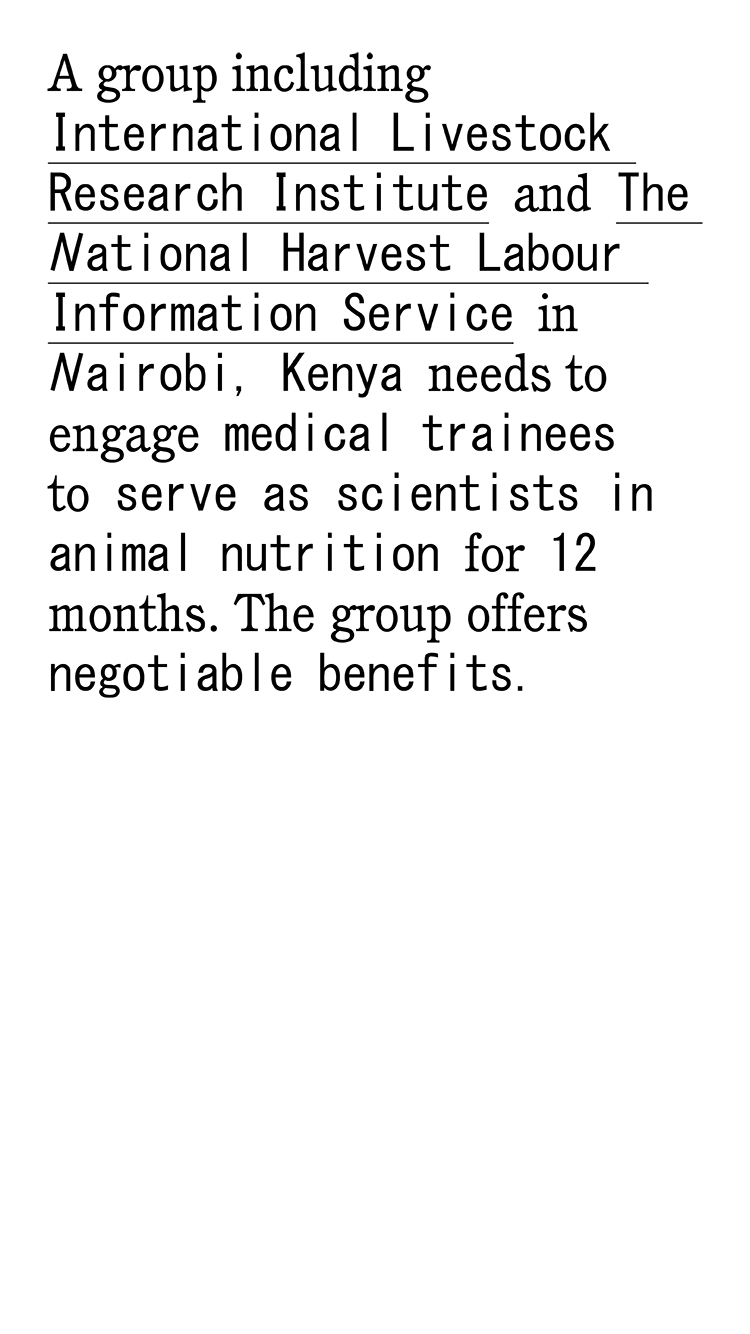 A group including
International Livestock
Research Institute and The
National Harvest Labour
Information Service in
Nairobi, Kenya needs to
engage medical trainees
to serve as scientists in
animal nutrition for 12
months. The group offers
negotiable benefits.